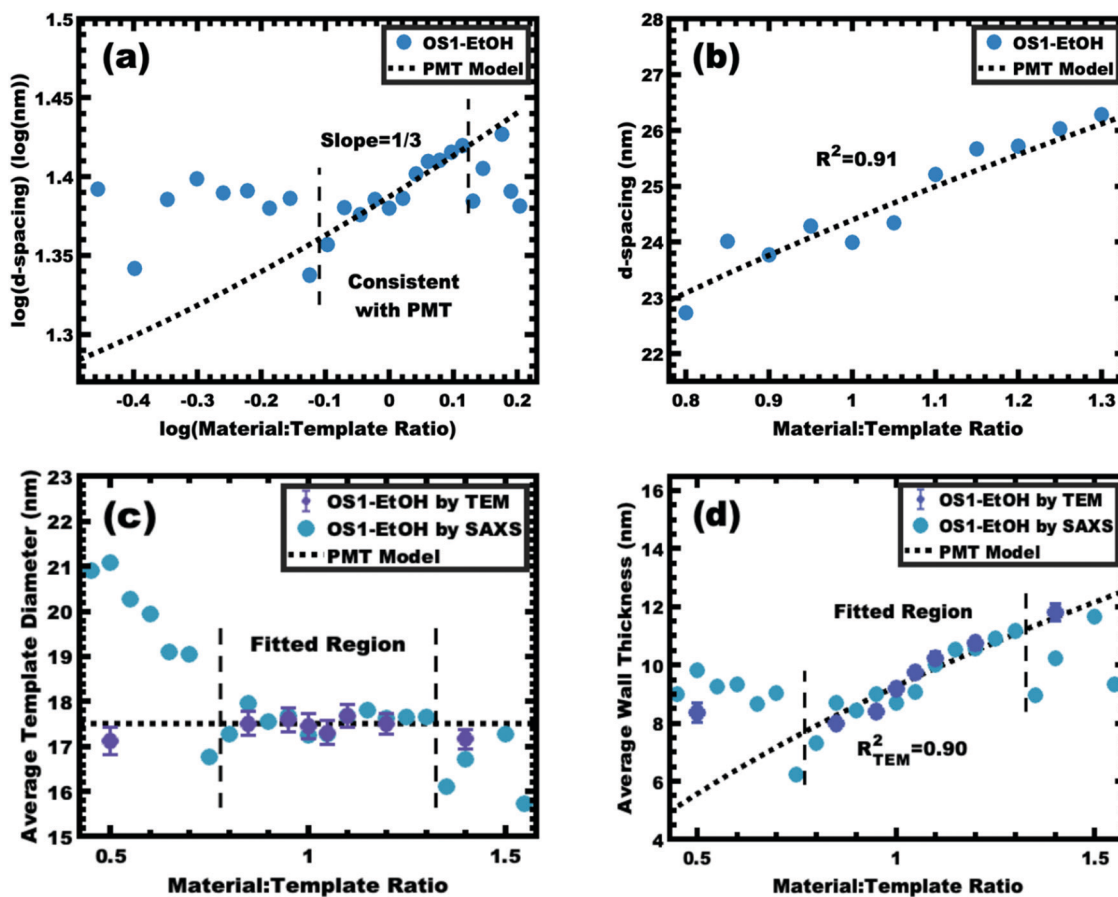 (a)
OS1-EtOH
PMT Model
Slope=1/3
Consistent
with PMT
1.5
1.45
1.4
1.35
1.3
log(d-spacing) (log(nm))
-0.4 -0.3 -0.2 -0.1 0 0.1 0.2
log(Material:Template Ratio)
(b)
OS1-EtOH
PMT Model
R²=0.91
28
27
26
25
24
23
22
d-spacing (nm)
0.8 0.9 1 1.1 1.2 1.3
Material:Template Ratio
(c)
OS1-EtOH by TEM
OS1-EtOH by SAXS
PMT Model
Fitted Region
23
22
21
20
19
18
17
16
15
Average Template Diameter (nm)
0.5 1 1.5
Material:Template Ratio
(d)
OS1-EtOH by TEM
OS1-EtOH by SAXS
PMT Model
Fitted Region
R²TEM=0.90
16
14
12
10
8
6
4
Average Wall Thickness (nm)
0.5 1 1.5
Material:Template Ratio